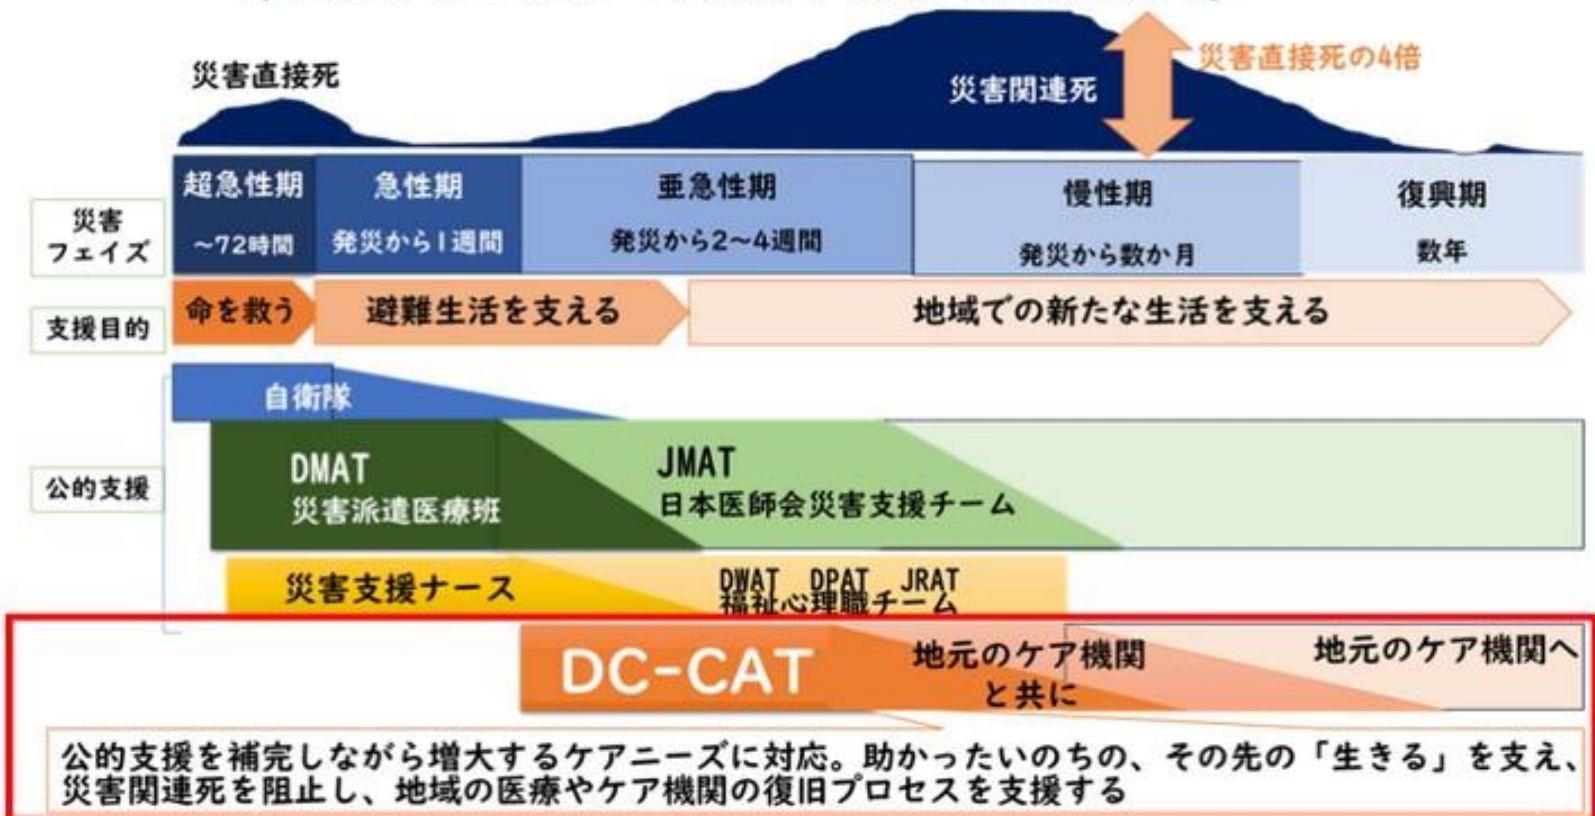 災害直接死
災害関連死
災害直接死の4倍
災害
フェイズ
超急性期
~72時間
急性期
発災から1週間
亜急性期
発災から2~4週間
慢性期
発災から数か月
復興期
数年
支援目的
命を救う
避難生活を支える
地域での新たな生活を支える
公的支援
自衛隊
DMAT
災害派遣医療班
JMAT
日本医師会災害支援チーム
災害支援ナース
DWAT DPAT JRAT
福祉心理職チーム
DC-CAT
地元のケア機関
と共に
地元のケア機関へ
公的支援を補完しながら増大するケアニーズに対応。助かったいのちの、その先の「生きる」を支え、
災害関連死を阻止し、地域の医療やケア機関の復旧プロセスを支援する